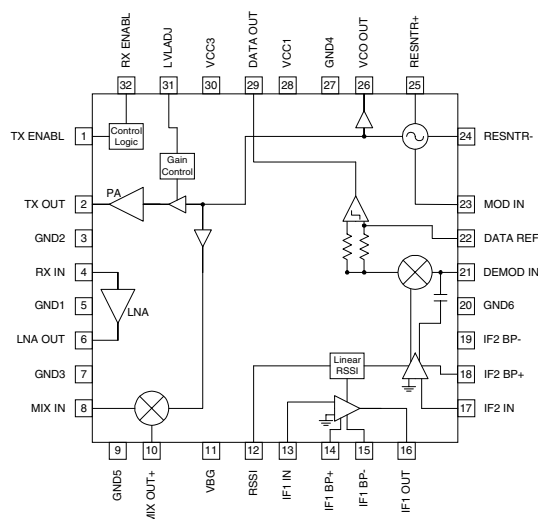 RX ENABL
LVLADJ
VCC3
DATA OUT
VCC1
GND4
VCO OUT
RESNTR+
32
31
30
29
28
27
26
25
TX ENABL
1
Control
Logic
24
RESNTR-
Gain
Control
TX OUT
2
PA
23
MOD IN
GND2
3
22
DATA REF
RX IN
4
21
DEMOD IN
GND1
5
LNA
20
GND6
LNA OUT
6
19
IF2 BP-
GND3
7
Linear
RSSI
18
IF2 BP+
MIX IN
8
17
IF2 IN
9
10
11
12
13
14
15
16
GND5
MIX OUT+
VBG
RSSI
IF1 IN
IF1 BP+
IF1 BP-
IF1 OUT